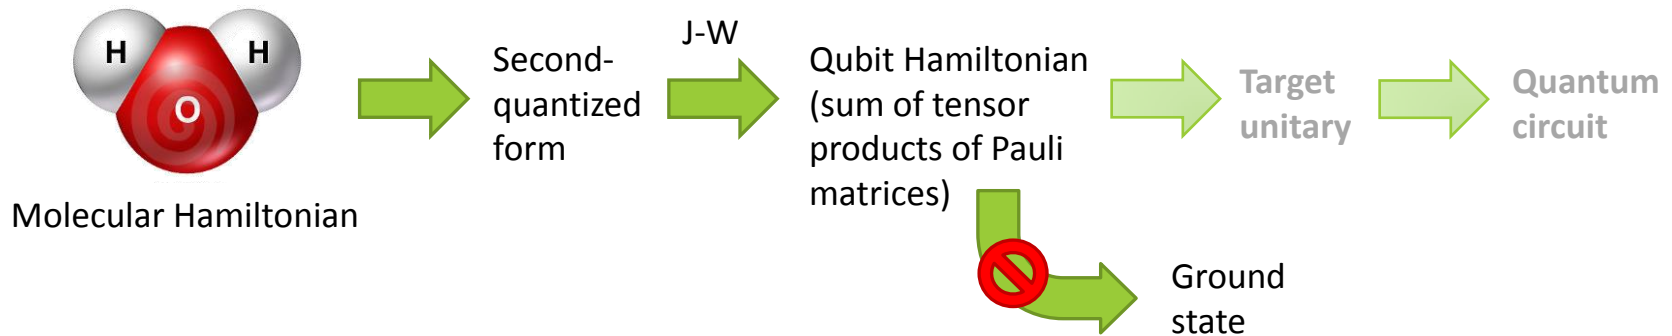 H
H
O
Molecular Hamiltonian
Second-
quantized
form
J-W
Qubit Hamiltonian
(sum of tensor
products of Pauli
matrices)
Target
unitary
Quantum
circuit
Ground
state